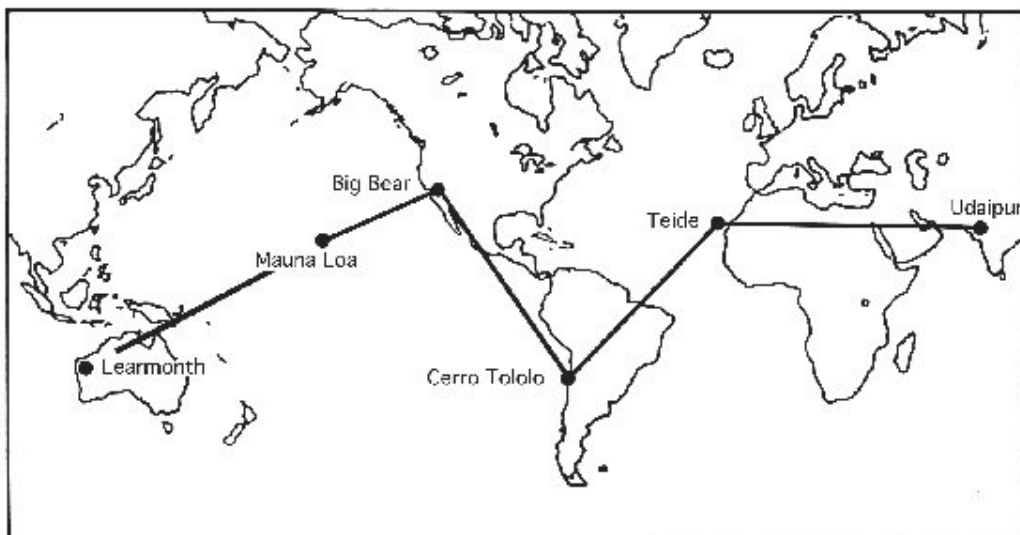 Big Bear
Mauna Loa
Learmonth
Cerro Tololo
Teide
Udaipur